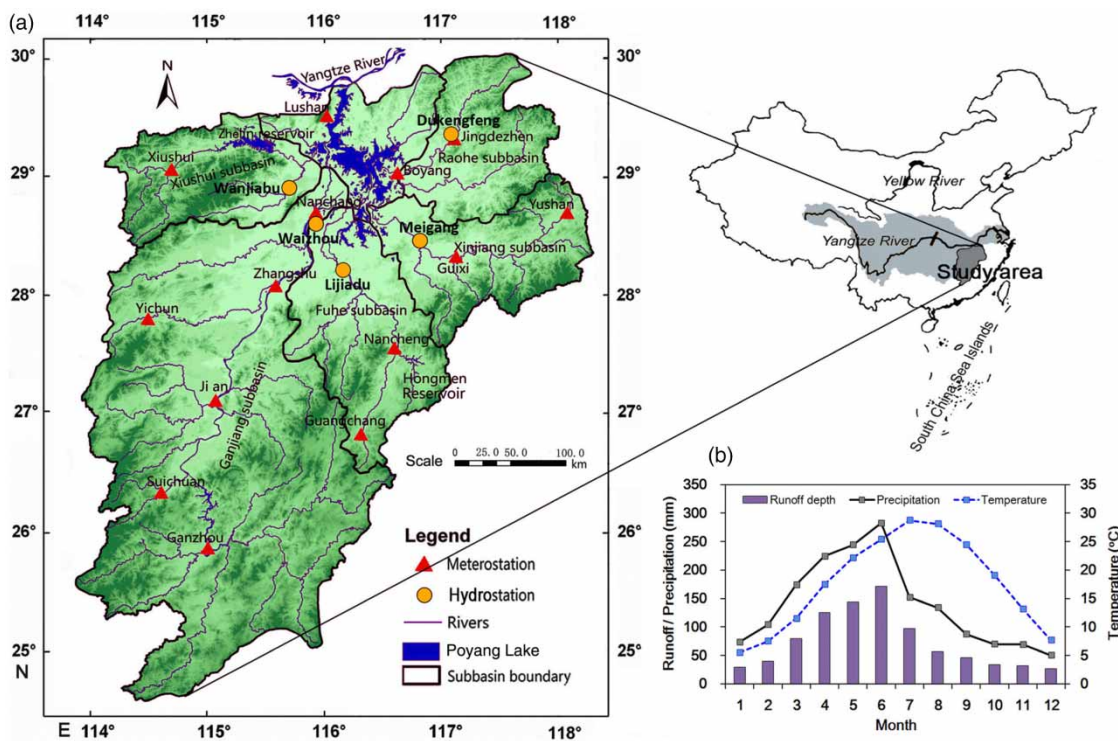 (a)
114° 115° 116° 117° 118°
30°
29°
28°
27°
26°
25°
N
E
114° 115° 116° 117° 118°
N
Yangtze River
Lushan
Zhelin reservoir
Dukengfeng
Jingdezhen
Raohe subbasin
Xiushui
Xiushui subbasin
Wanjiabu
Boyang
Yushan
Nanchang
Waizhou
Meigang
Xinjiang subbasin
Guixi
Lijiadu
Zhangshu
Yichun
Fuhe subbasin
Nancheng
Hongmen
Reservoir
Ji an
Ganjiang subbasin
Guangchang
Suichuan
Ganzhou
Scale
0 25.0 50.0 100.0
km
Legend
Meterostation
Hydrostation
Rivers
Poyang Lake
Subbasin boundary
Yellow River
Yangtze River
Study area
South China Sea Islands
(b)
Runoff depth Precipitation Temperature
Runoff / Precipitation (mm)
350
300
250
200
150
100
50
0
35
30
25
20
15
10
5
0
Temperature (°C)
1 2 3 4 5 6 7 8 9 10 11 12
Month